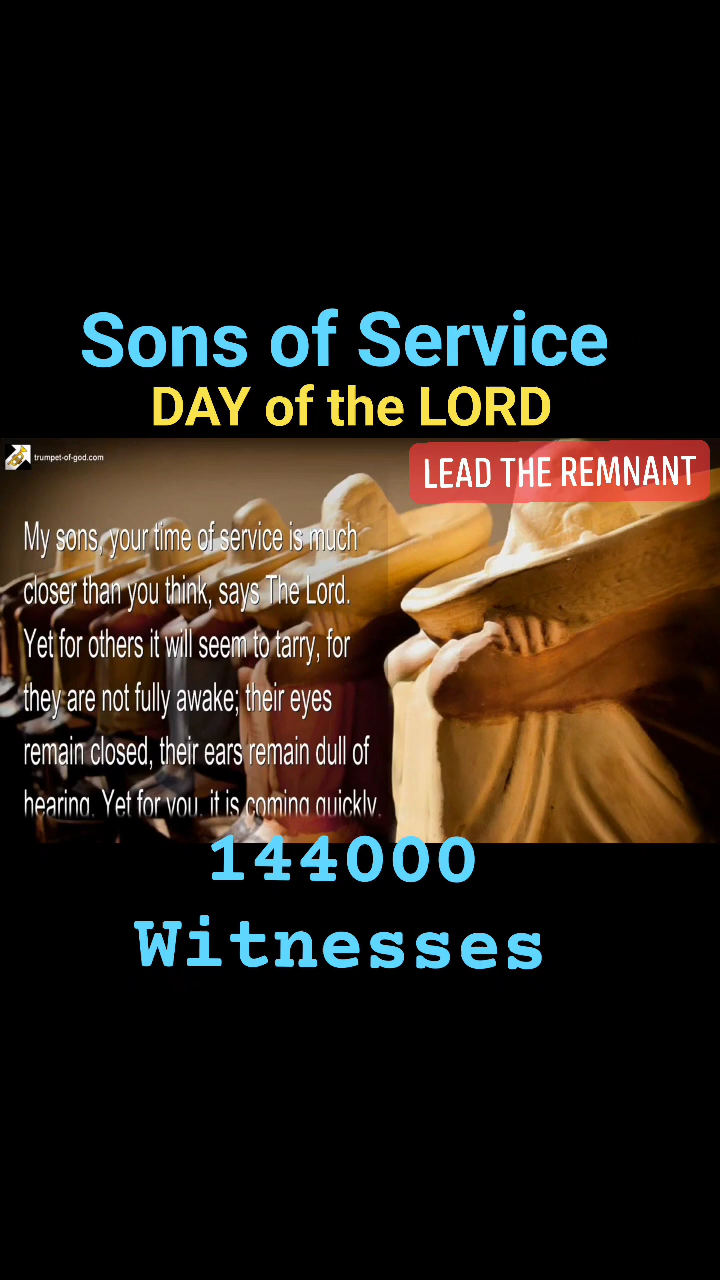 Sons of Service
DAY of the LORD
trumpet-of-god.com
LEAD THE REMNANT
My sons, your time of service is much
closer than you think, says The Lord.
Yet for others it will seem to tarry, for
they are not fully awake; their eyes
remain closed, their ears remain dull of
hearing. Yet for you, it is coming quickly.
144000
Witnesses